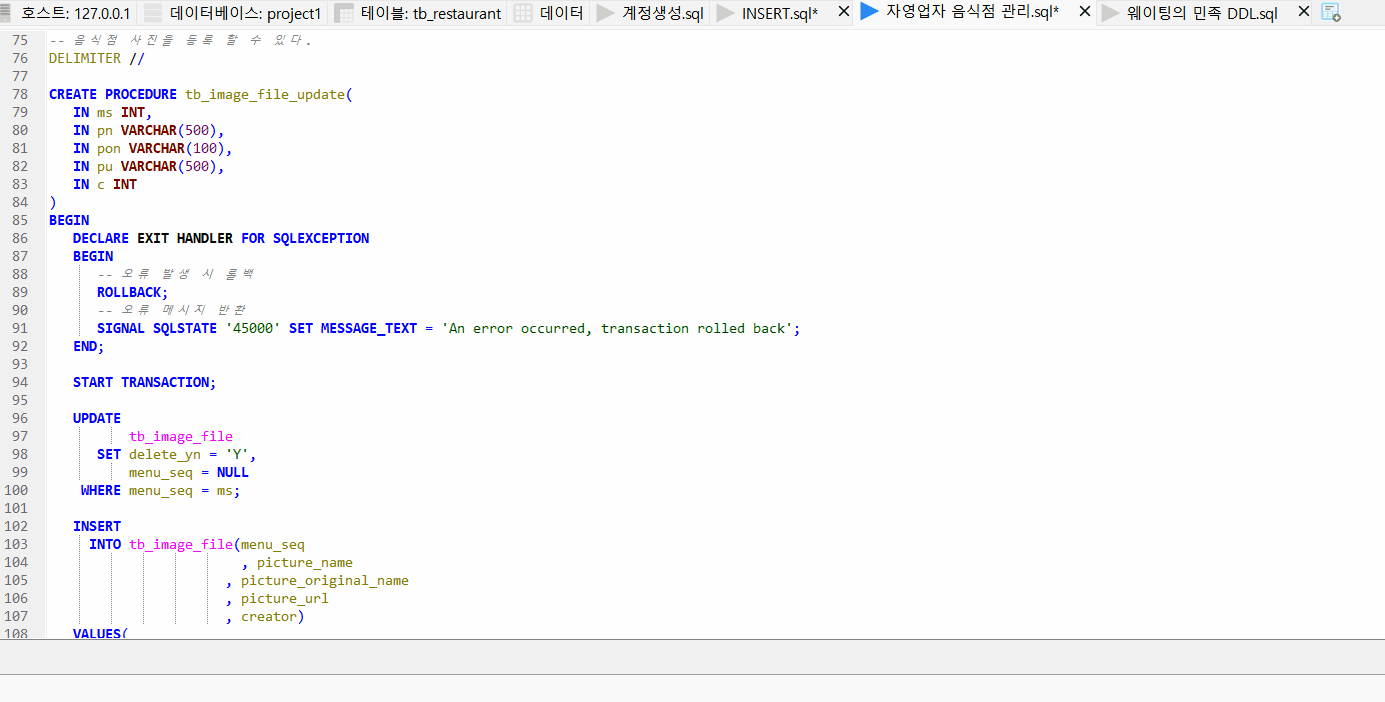 호스트: 127.0.0.1 데이터베이스: project1 테이블: tb_restaurant 데이터 계정생성.sql INSERT.sql* 자영업자 음식점 관리.sql* 웨이팅의 민족 DDL.sql
75 -- 음식점 사진을 등록 할 수 있다.
76 DELIMITER //
77
78 CREATE PROCEDURE tb_image_file_update(
79 IN ms INT,
80 IN pn VARCHAR(500),
81 IN pon VARCHAR(100),
82 IN pu VARCHAR(500),
83 IN c INT
84 )
85 BEGIN
86 DECLARE EXIT HANDLER FOR SQLEXCEPTION
87 BEGIN
88 -- 오류 발생 시 롤백
89 ROLLBACK;
90 -- 오류 메시지 반환
91 SIGNAL SQLSTATE '45000' SET MESSAGE_TEXT = 'An error occurred, transaction rolled back';
92 END;
93
94 START TRANSACTION;
95
96 UPDATE
97 tb_image_file
98 SET delete_yn = 'Y',
99 menu_seq = NULL
100 WHERE menu_seq = ms;
101
102 INSERT
103 INTO tb_image_file(menu_seq
104 , picture_name
105 , picture_original_name
106 , picture_url
107 , creator)
108 VALUES(